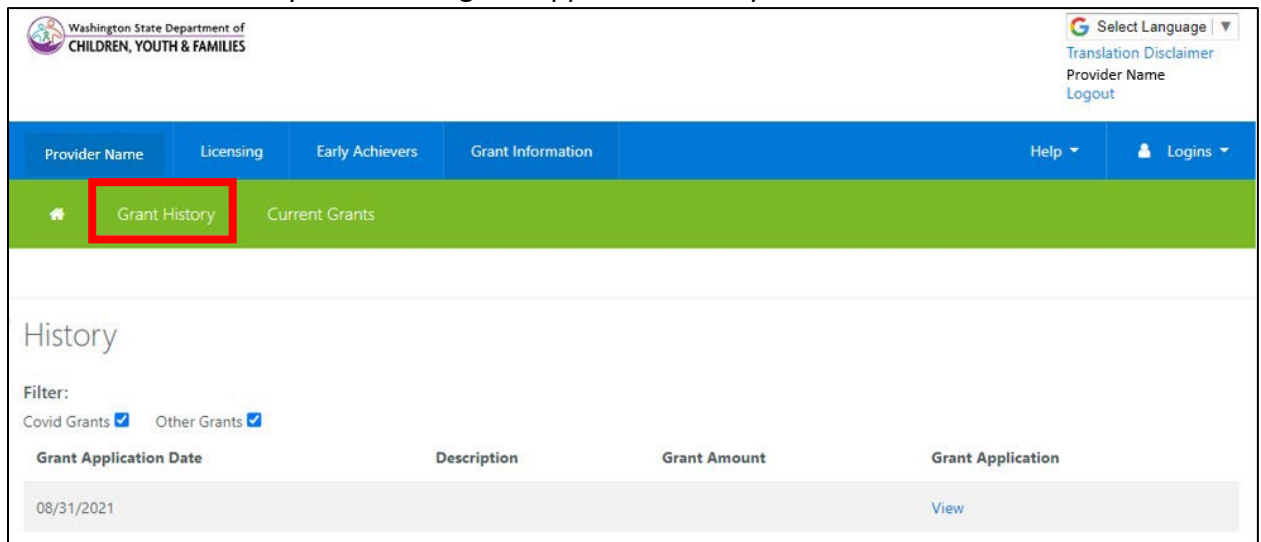 Washington State Department of
CHILDREN, YOUTH & FAMILIES
Select Language ▼
Translation Disclaimer
Provider Name
Logout
Provider Name Licensing Early Achievers Grant Information Help Logins
Grant History Current Grants
History
Filter:
Covid Grants Other Grants
Grant Application Date Description Grant Amount Grant Application
08/31/2021 View